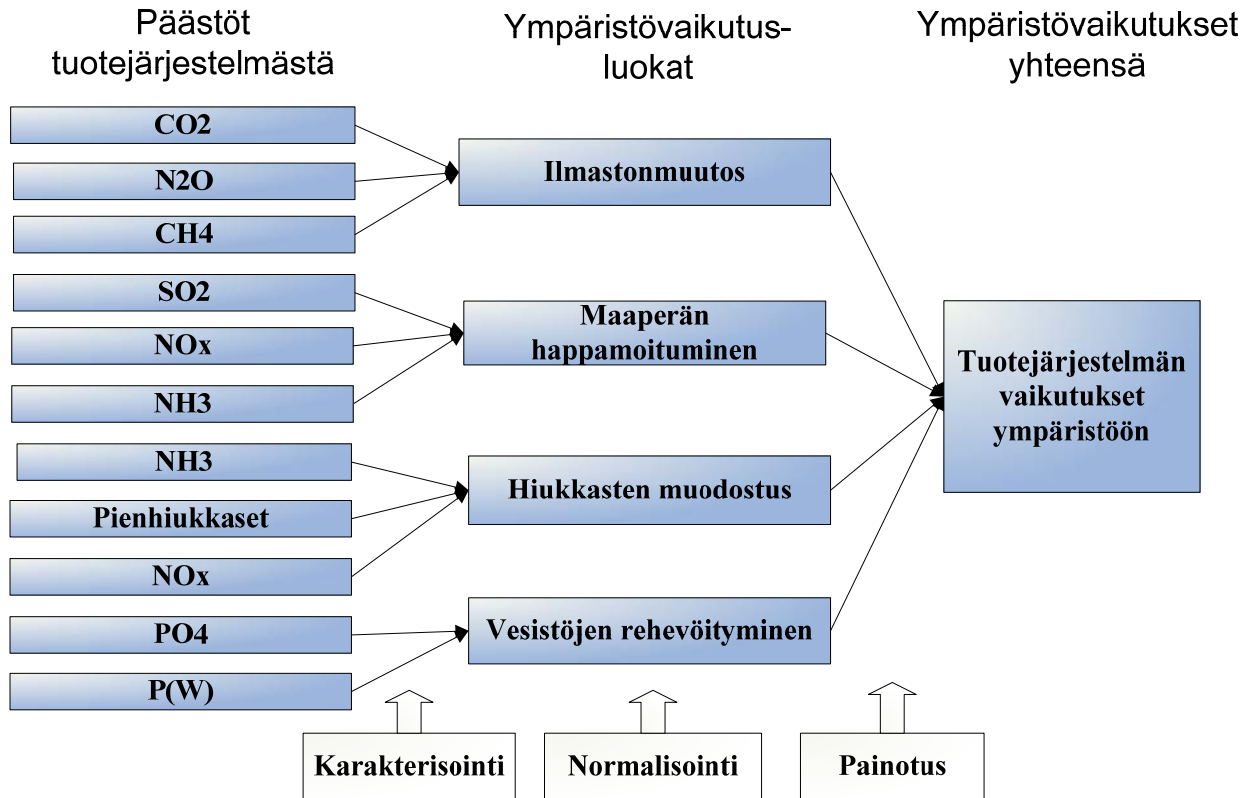 Päästöt
tuotejärjestelmästä
Ympäristövaikutus-
luokat
Ympäristövaikutukset
yhteensä
CO2
N2O
CH4
SO2
NOx
NH3
NH3
Pienhiukkaset
NOx
PO4
P(W)
Ilmastonmuutos
Maaperän
happamoituminen
Hiukkasten muodostus
Vesistöjen rehevöityminen
Tuotejärjestelmän
vaikutukset
ympäristöön
Karakterisointi
Normalisointi
Painotus